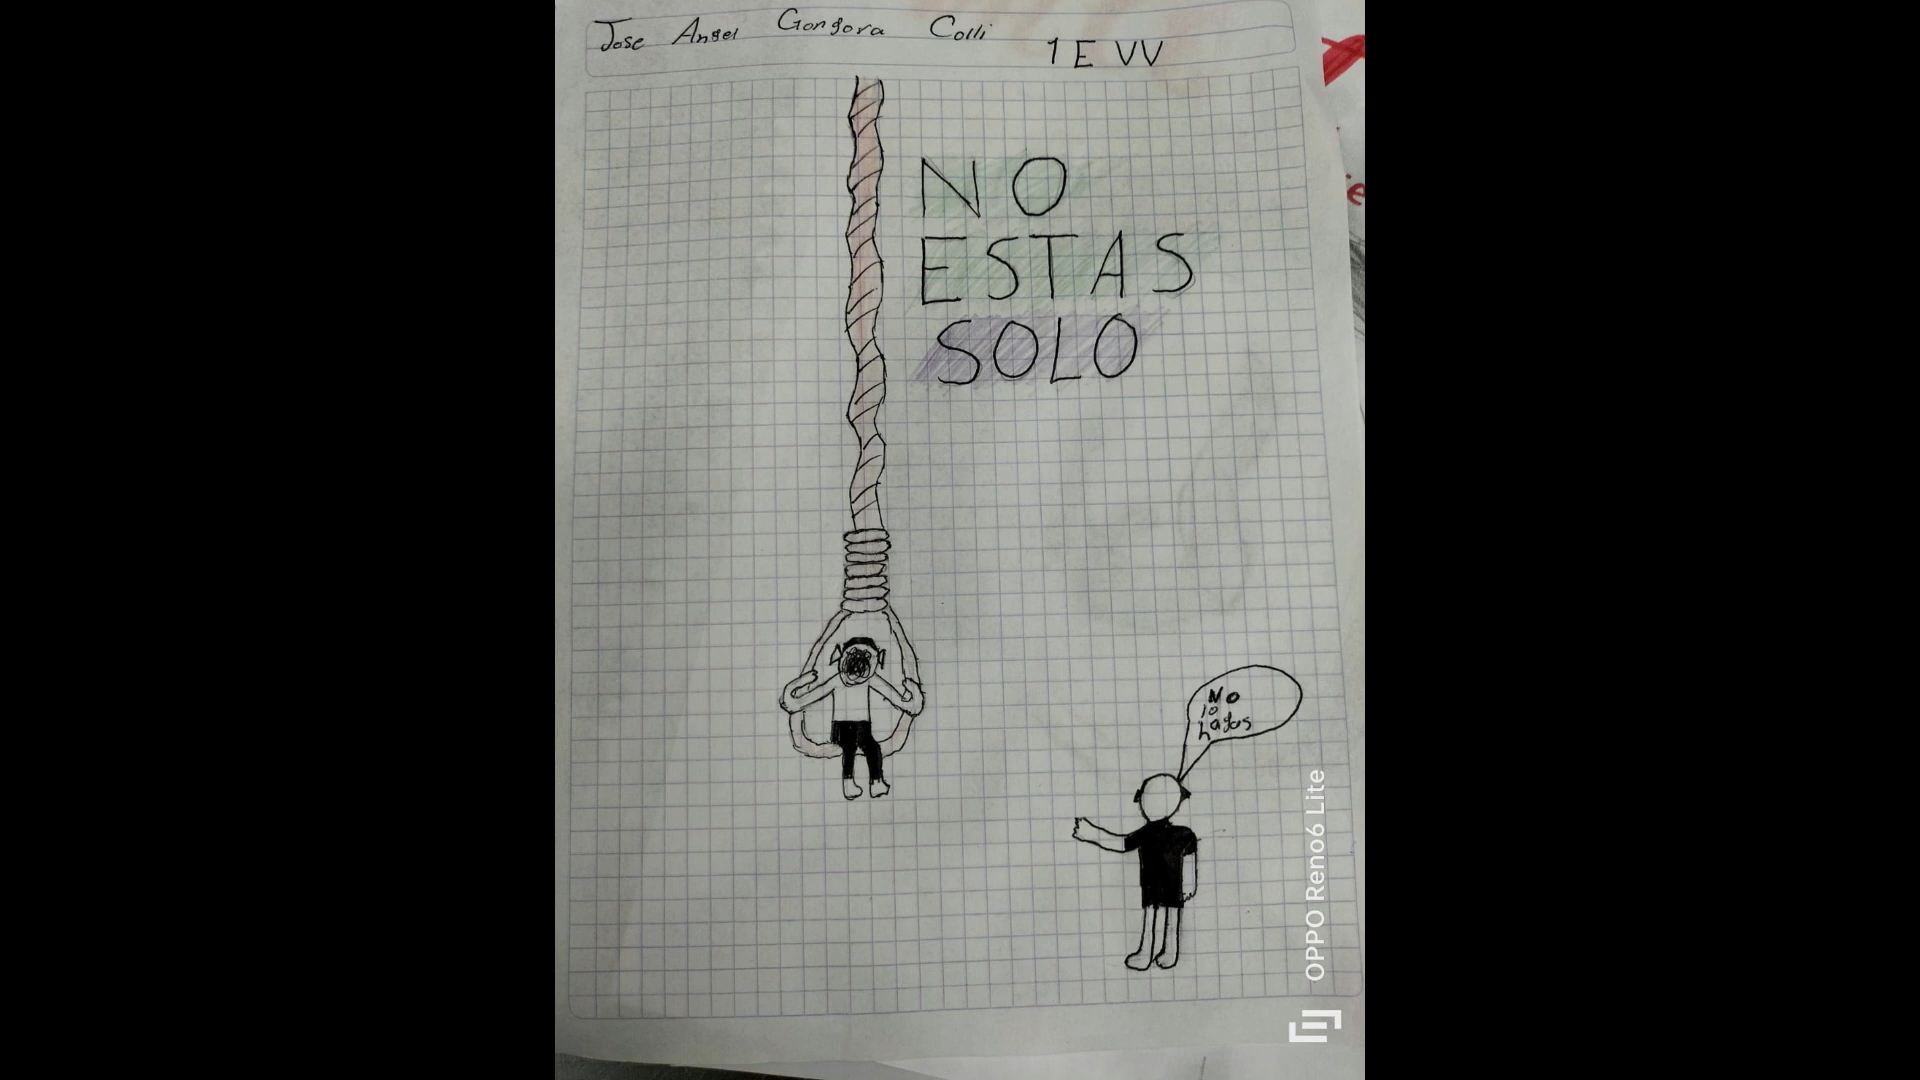 Jose Angel Gongora Colli
1 E VV
NO
ESTAS
SOLO
No
lo
hagas
OPPO Reno6 Lite